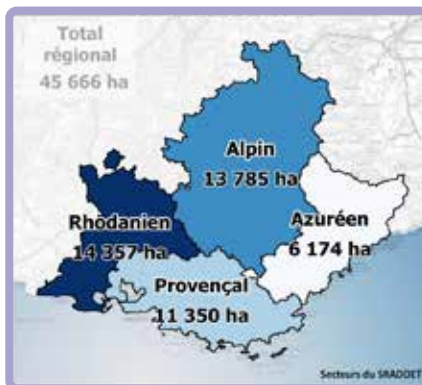 Total
régional
45 666 ha
Alpin
13 785 ha
Rhodanien
14 357 ha
Azuréen
6 174 ha
Provençal
11 350 ha
Secteurs du SRADDET